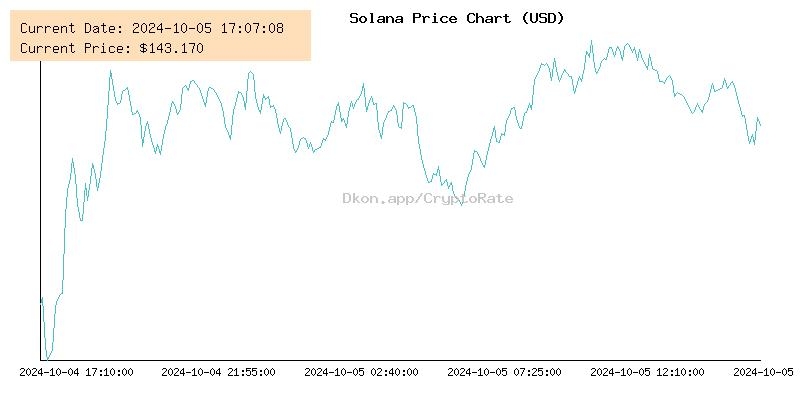 Solana Price Chart (USD)
Current Date: 2024-10-05 17:07:08
Current Price: $143.170
Dkon.app/CryptoRate
2024-10-04 17:10:00 2024-10-04 21:55:00 2024-10-05 02:40:00 2024-10-05 07:25:00 2024-10-05 12:10:00 2024-10-05